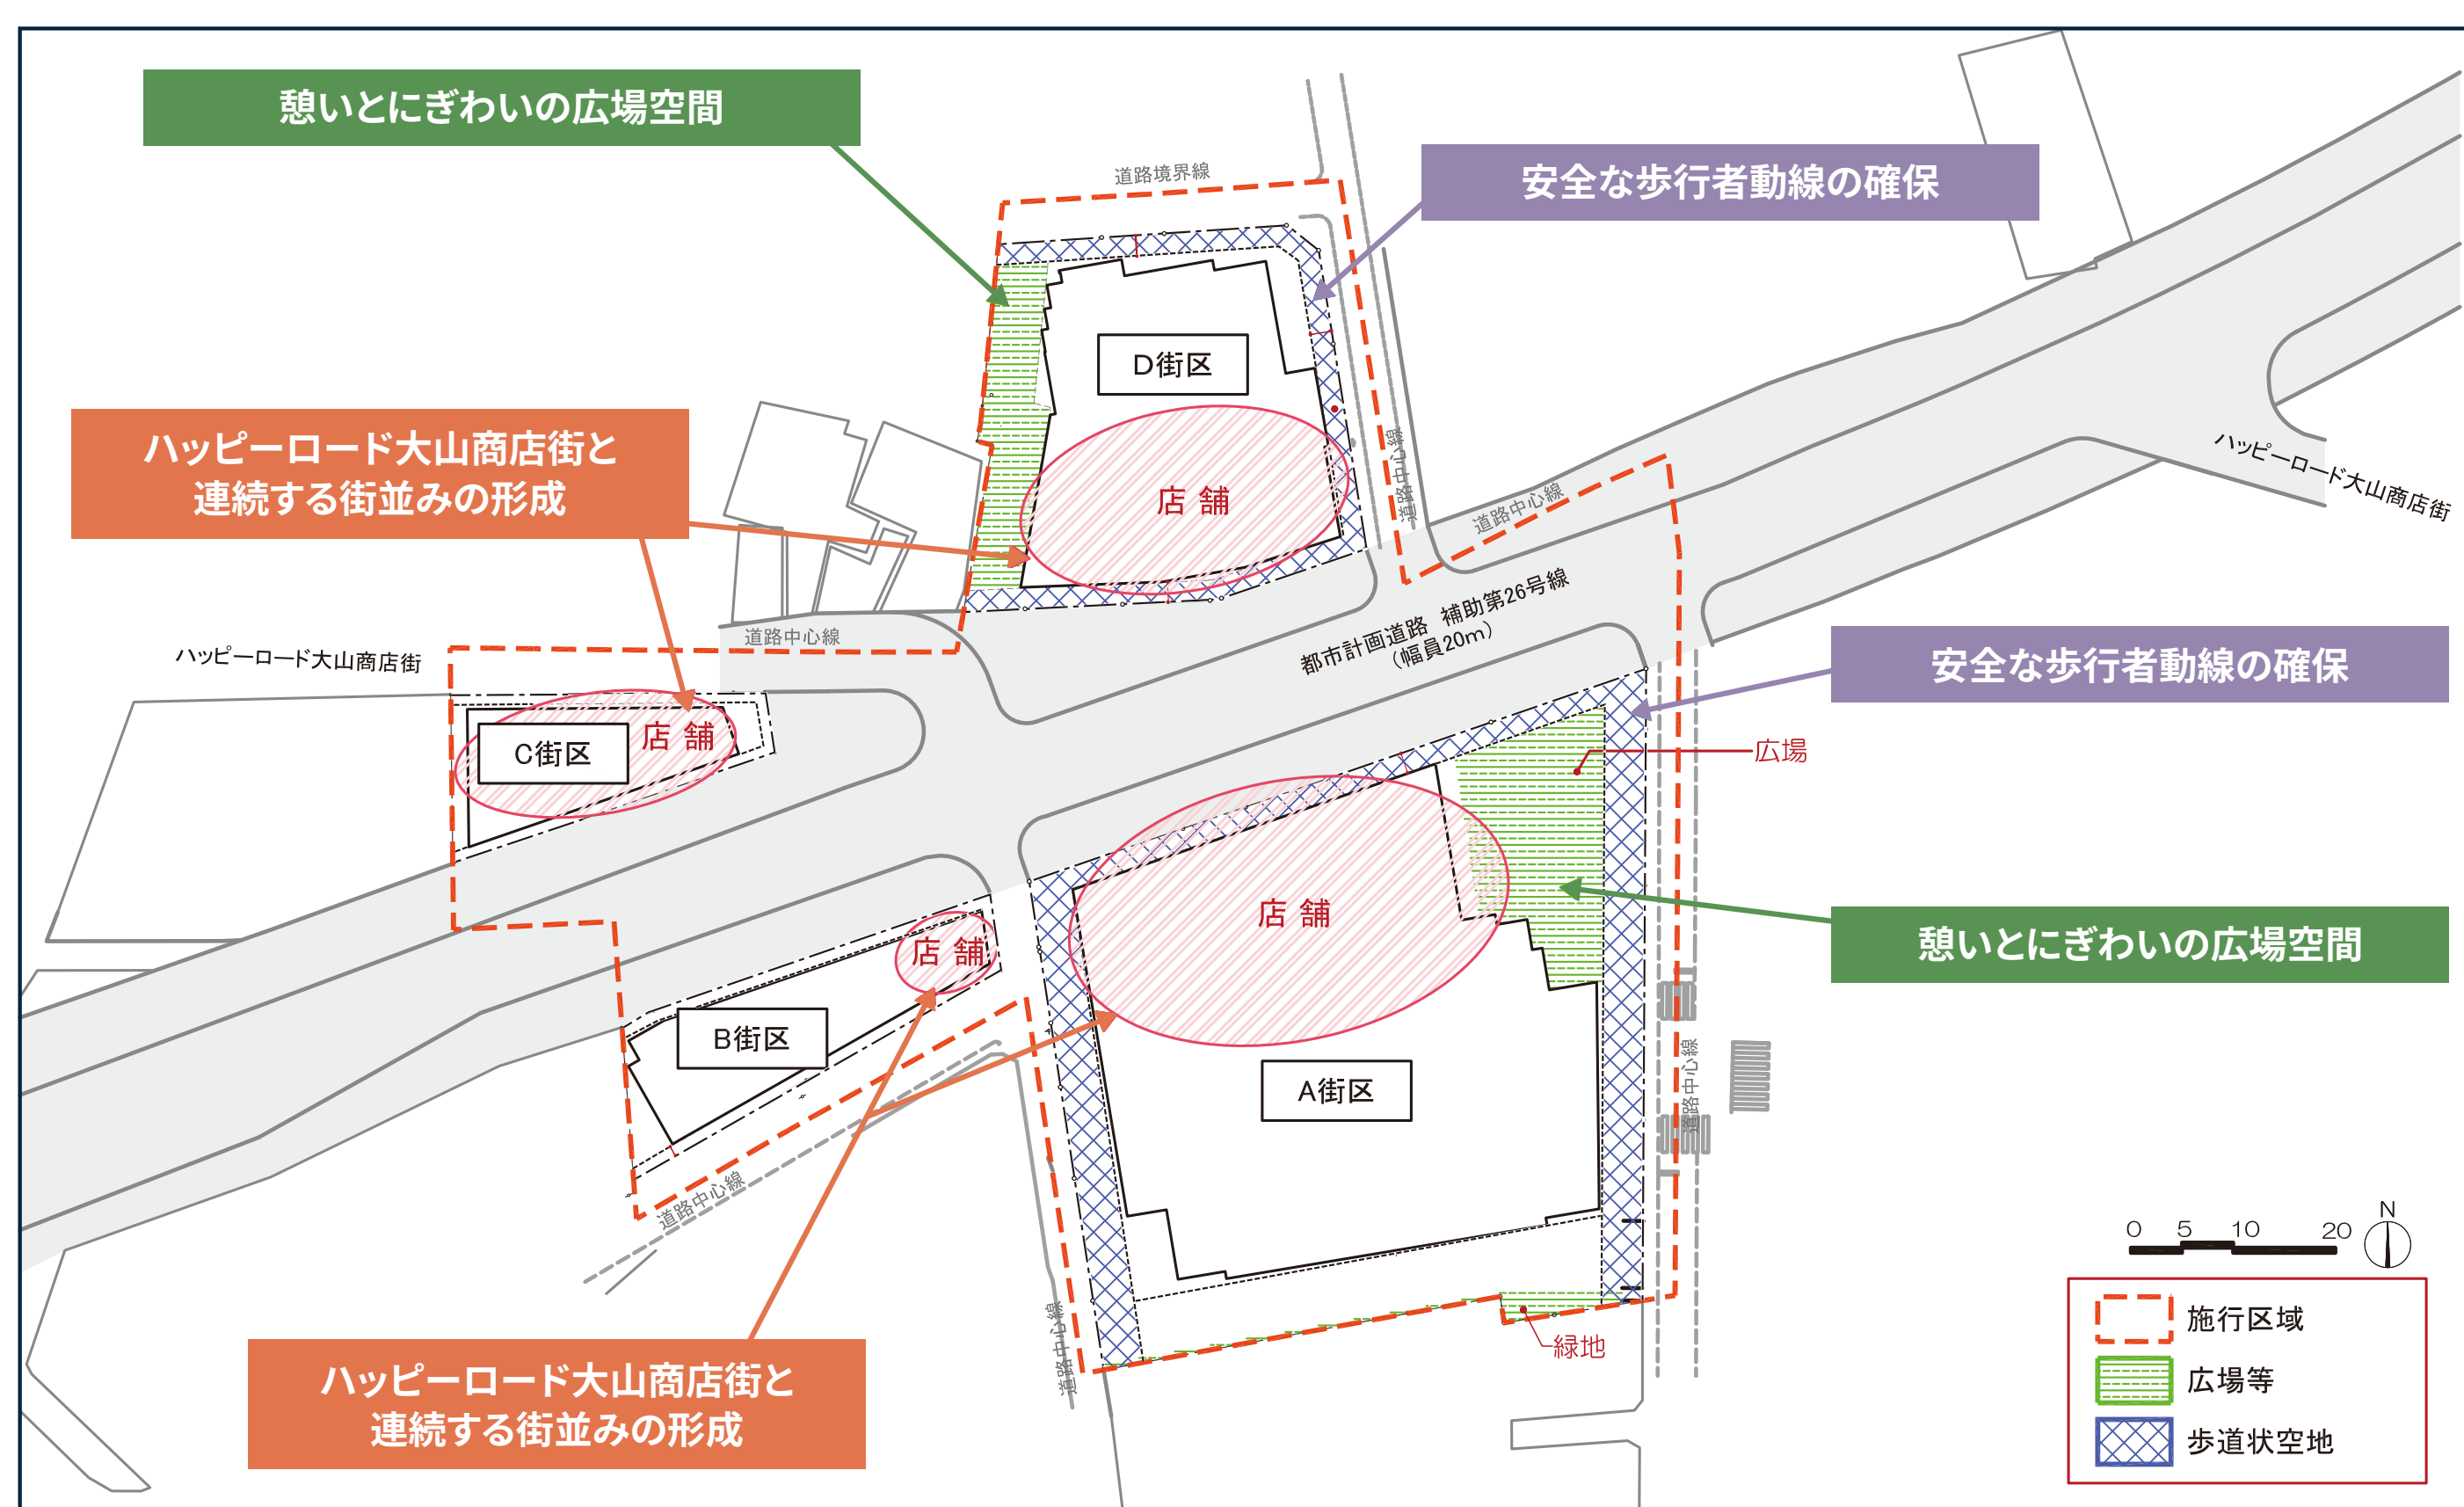 憩いとにぎわいの広場空間
道路境界線
安全な歩行者動線の確保
D街区
ハッピーロード大山商店街と
連続する街並みの形成
店 舗
道路中心線
道路中心線
ハッピーロード大山商店街
都市計画道路 補助第26号線
(幅員20m)
道路中心線
ハッピーロード大山商店街
安全な歩行者動線の確保
C街区
店 舗
広場
店 舗
店 舗
憩いとにぎわいの広場空間
B街区
A街区
道路中心線
道路中心線
道路中心線
緑地
ハッピーロード大山商店街と
連続する街並みの形成
0 5 10 20
N
施行区域
広場等
歩道状空地